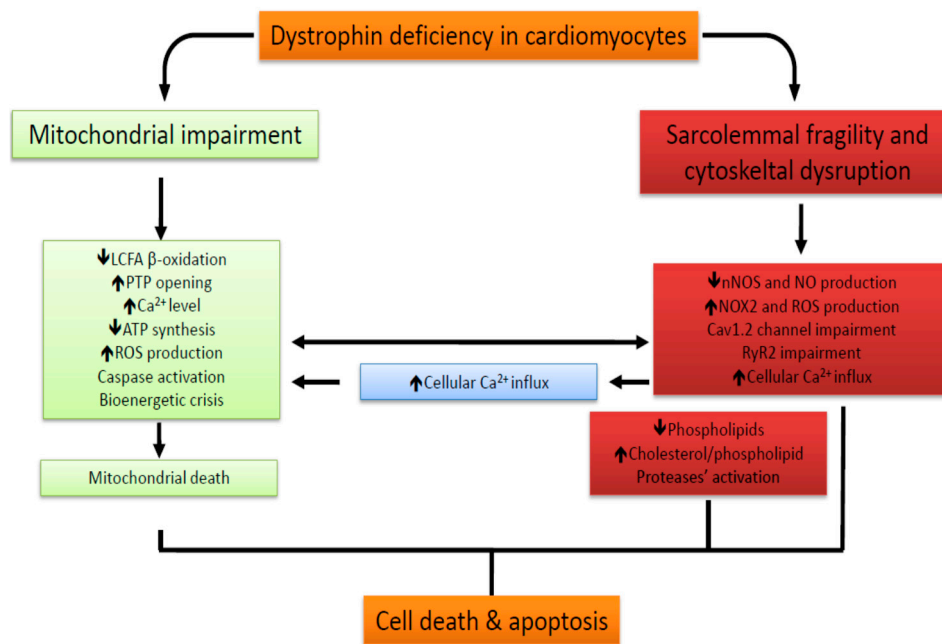 Dystrophin deficiency in cardiomyocytes
Mitochondrial impairment
Sarcolemmal fragility and
cytoskeltal dysruption
🡻LCFA β-oxidation
🡹PTP opening
🡹Ca²⁺ level
🡻ATP synthesis
🡹ROS production
Caspase activation
Bioenergetic crisis
🡻nNOS and NO production
🡹NOX2 and ROS production
Cav1.2 channel impairment
RyR2 impairment
🡹Cellular Ca²⁺ influx
🡹Cellular Ca²⁺ influx
🡻Phospholipids
🡹Cholesterol/phospholipid
Proteases’ activation
Mitochondrial death
Cell death & apoptosis